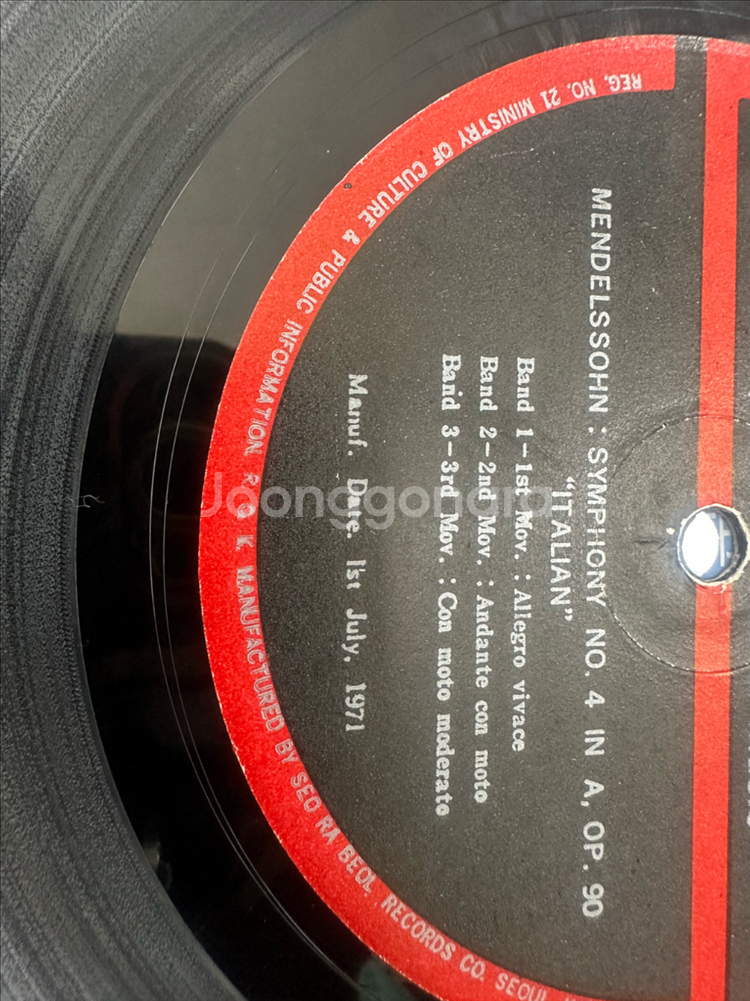 MENDELSSOHN : SYMPHONY NO. 4 IN A, OP. 90
"ITALIAN"
Band 1-1st Mov. : Allegro vivace
Band 2-2nd Mov. : Andante con moto
Band 3-3rd Mov. : Con moto moderato
Manuf. Date. 1st July, 1971
REG. NO. 21 MINISTRY OF CULTURE & PUBLIC INFORMATION R O K MANUFACTURED BY SEO RA BEOL RECORDS CO. SEOUL
Joonggonara